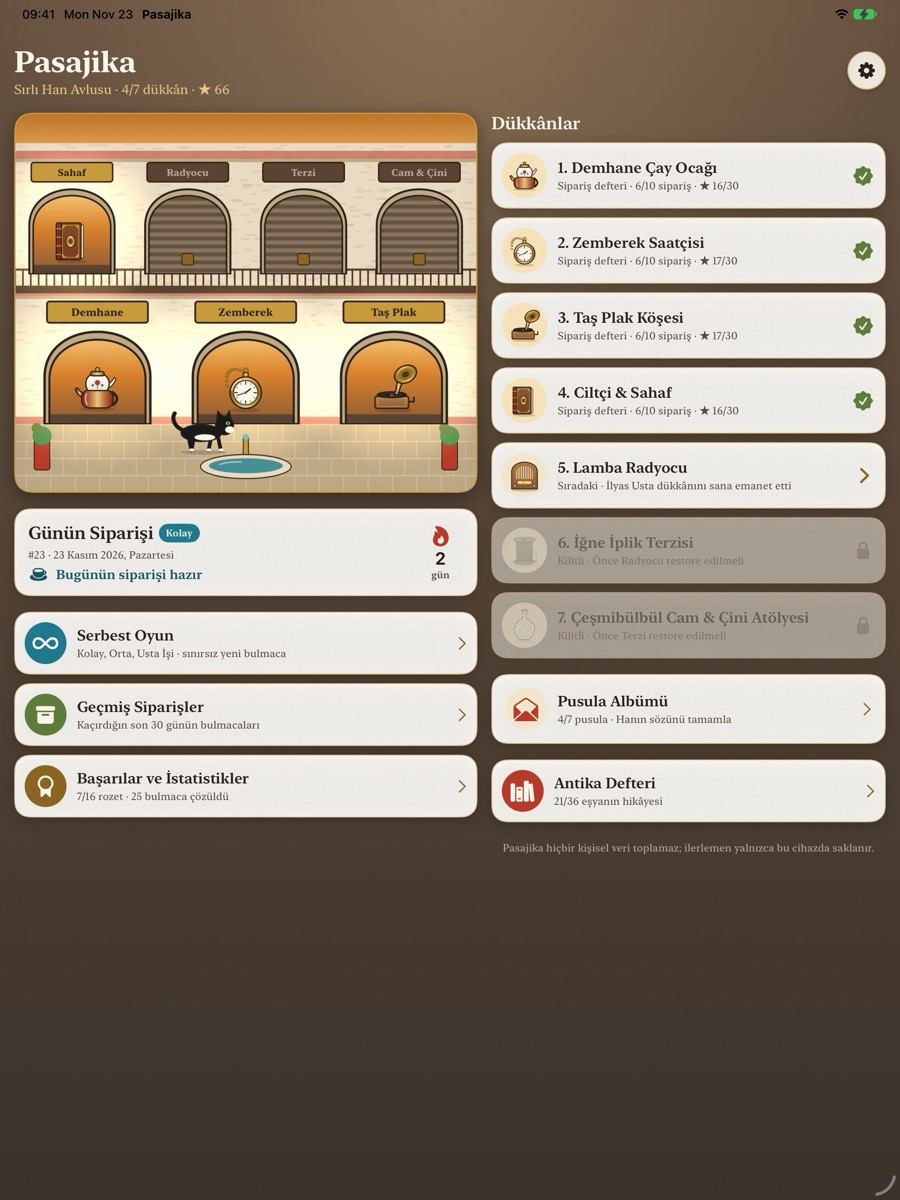 09:41 Mon Nov 23 Pasajika
Pasajika
Sırlı Han Avlusu · 4/7 dükkân · ★ 66
Sahaf
Radyocu
Terzi
Cam & Çini
Demhane
Zemberek
Taş Plak
Günün Siparişi Kolay
#23 · 23 Kasım 2026, Pazartesi
Bugünün siparişi hazır
2
gün
Serbest Oyun
Kolay, Orta, Usta İşi · sınırsız yeni bulmaca
Geçmiş Siparişler
Kaçırdığın son 30 günün bulmacaları
Başarılar ve İstatistikler
7/16 rozet · 25 bulmaca çözüldü
Dükkânlar
1. Demhane Çay Ocağı
Sipariş defteri · 6/10 sipariş · ★ 16/30
2. Zemberek Saatçisi
Sipariş defteri · 6/10 sipariş · ★ 17/30
3. Taş Plak Köşesi
Sipariş defteri · 6/10 sipariş · ★ 17/30
4. Ciltçi & Sahaf
Sipariş defteri · 6/10 sipariş · ★ 16/30
5. Lamba Radyocu
Sıradaki · İlyas Usta dükkânını sana emanet etti
6. İğne İplik Terzisi
Kilitli · Önce Radyocu restore edilmeli
7. Çeşmibülbül Cam & Çini Atölyesi
Kilitli · Önce Terzi restore edilmeli
Pusula Albümü
4/7 pusula · Hanın sözünü tamamla
Antika Defteri
21/36 eşyanın hikâyesi
Pasajika hiçbir kişisel veri toplamaz; ilerlemen yalnızca bu cihazda saklanır.